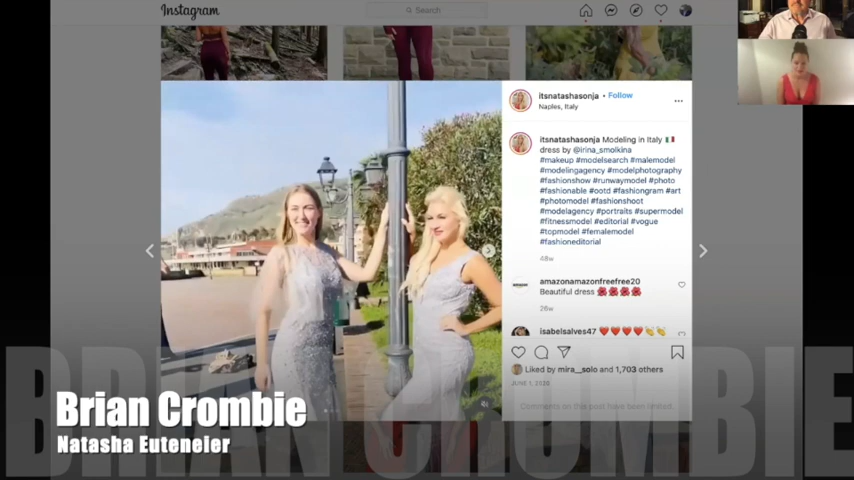 Instagram
Search
itsnatashasonja • Follow
Naples, Italy
itsnatashasonja Modeling in Italy 🇮🇹
dress by @irina_smolkina
#makeup #modelsearch #malemodel
#modelingagency #modelphotography
#fashionshow #runwaymodel #photo
#fashionable #ootd #fashiongram #art
#photomodel #fashionshoot
#modelagency #portraits #supermodel
#fitnessmodel #editorial #vogue
#topmodel #femalemodel
#fashioneditorial
48w
amazonamazonfreefree20
Beautiful dress 🌺🌺🌺🌺
26w
isabelsalves47 ❤️❤️❤️❤️👏👏
Liked by mira__solo and 1,703 others
JUNE 1, 2020
Comments on this post have been limited.
BRIAN CROMBIE
Brian Crombie
Natasha Euteneier